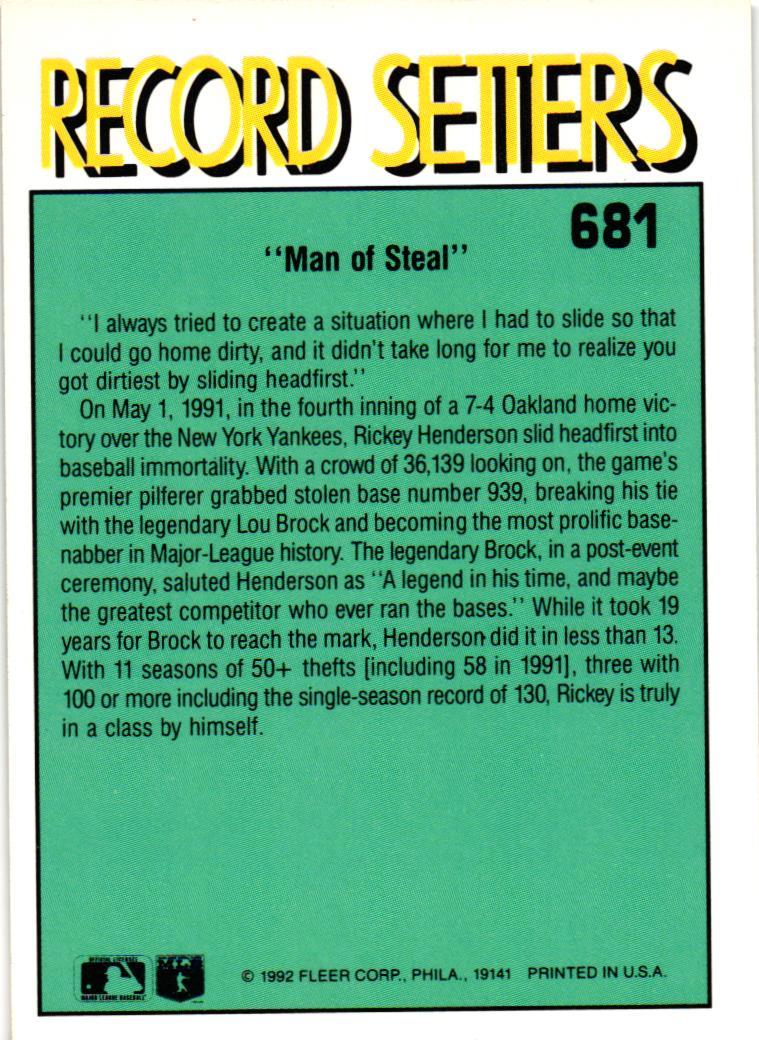 RECORD SETTERS
681
‘‘Man of Steal’’
‘‘I always tried to create a situation where I had to slide so that
I could go home dirty, and it didn't take long for me to realize you
got dirtiest by sliding headfirst.’’
On May 1, 1991, in the fourth inning of a 7-4 Oakland home vic-
tory over the New York Yankees, Rickey Henderson slid headfirst into
baseball immortality. With a crowd of 36,139 looking on, the game's
premier pilferer grabbed stolen base number 939, breaking his tie
with the legendary Lou Brock and becoming the most prolific base-
nabber in Major-League history. The legendary Brock, in a post-event
ceremony, saluted Henderson as ‘‘A legend in his time, and maybe
the greatest competitor who ever ran the bases.’’ While it took 19
years for Brock to reach the mark, Henderson did it in less than 13.
With 11 seasons of 50+ thefts [including 58 in 1991], three with
100 or more including the single-season record of 130, Rickey is truly
in a class by himself.
OFFICIAL LICENSEE
MAJOR LEAGUE BASEBALL
© 1992 FLEER CORP., PHILA., 19141 PRINTED IN U.S.A.